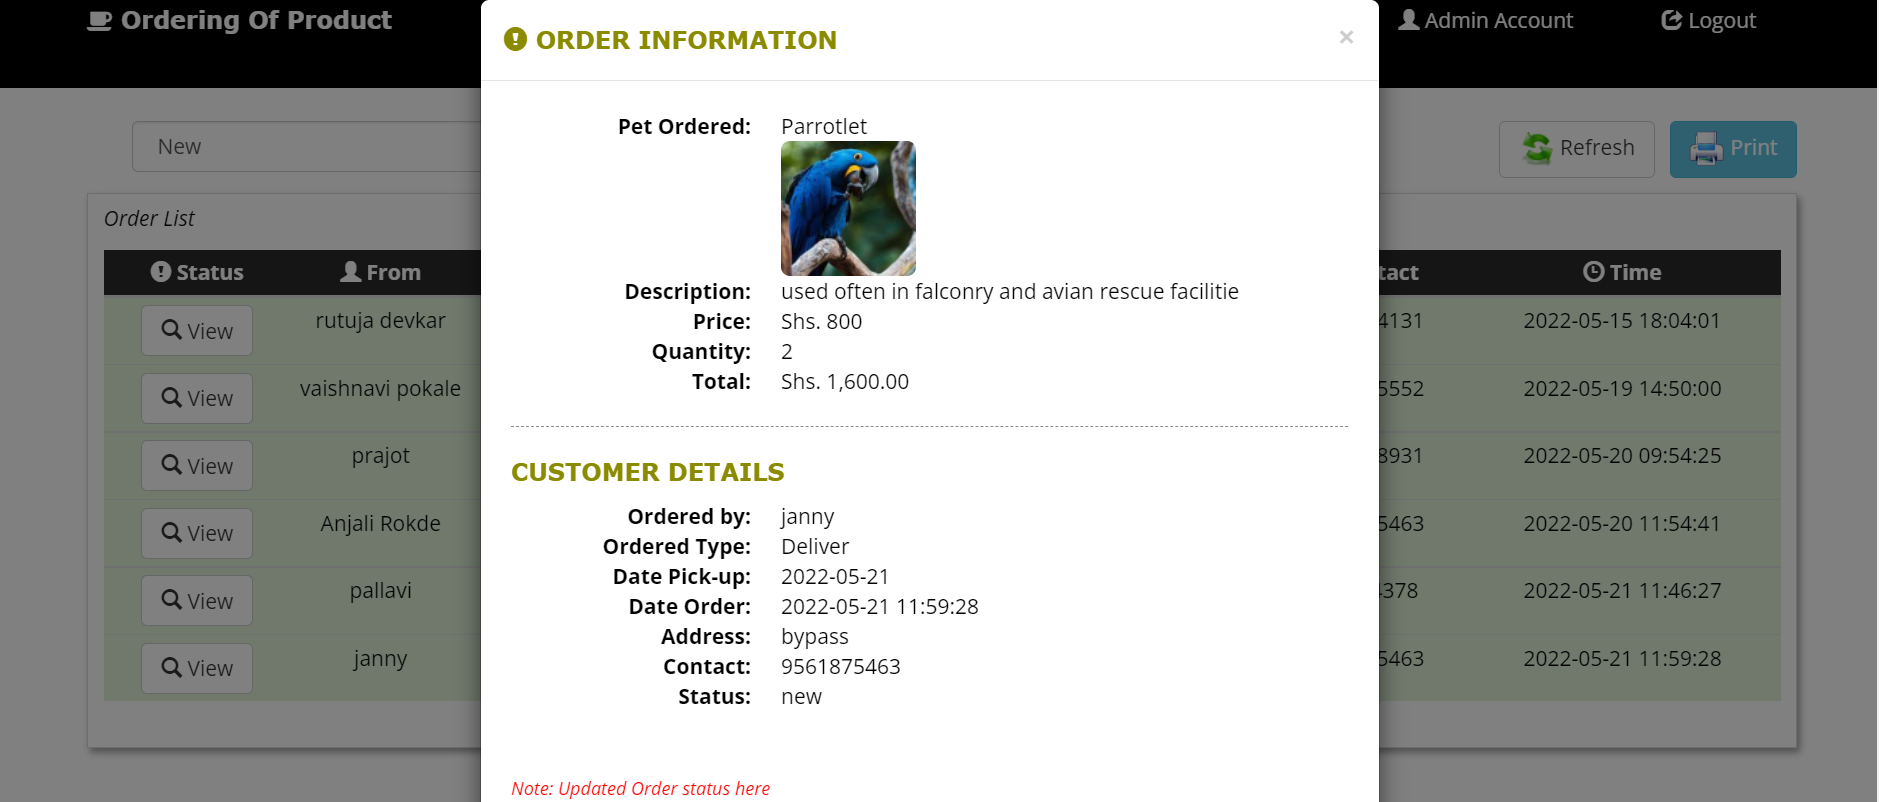 Ordering Of Product
Admin Account
Logout
ORDER INFORMATION
×
New
Refresh
Print
Pet Ordered: Parrotlet
Description: used often in falconry and avian rescue facilitie
Price: Shs. 800
Quantity: 2
Total: Shs. 1,600.00
CUSTOMER DETAILS
Ordered by: janny
Ordered Type: Deliver
Date Pick-up: 2022-05-21
Date Order: 2022-05-21 11:59:28
Address: bypass
Contact: 9561875463
Status: new
Note: Updated Order status here
Order List
Status From tact Time
View rutuja devkar 4131 2022-05-15 18:04:01
View vaishnavi pokale 5552 2022-05-19 14:50:00
View prajot 8931 2022-05-20 09:54:25
View Anjali Rokde 5463 2022-05-20 11:54:41
View pallavi 378 2022-05-21 11:46:27
View janny 5463 2022-05-21 11:59:28